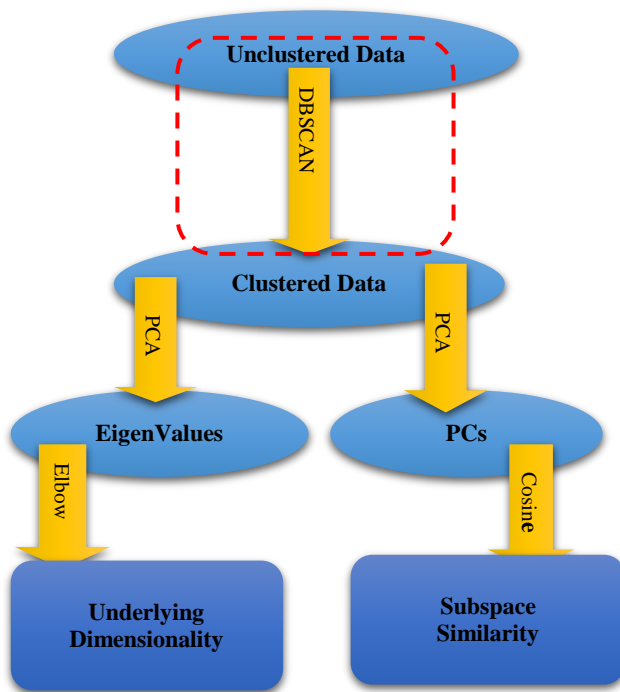 Unclustered Data
DBSCAN
Clustered Data
PCA
PCA
EigenValues
PCs
Elbow
Cosine
Underlying
Dimensionality
Subspace
Similarity